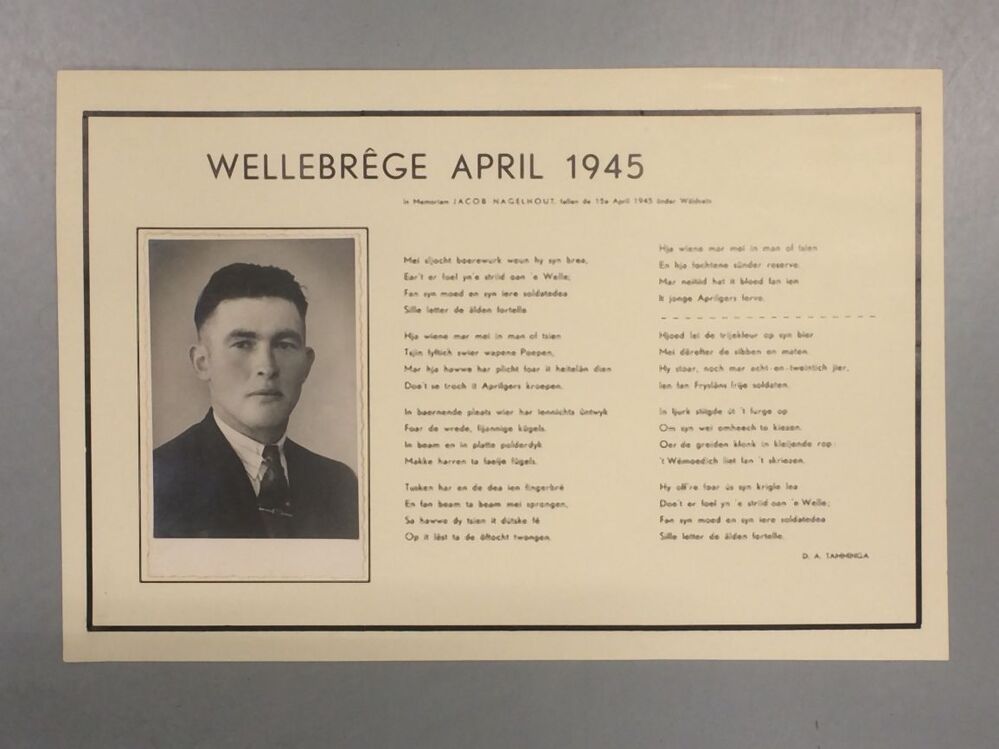 WELLEBRÊGE APRIL 1945
In Memoriam JACOB NAGELHOUT, fallen de 15e April 1945 ûnder Wâldsein
Mei sljocht boerewurk woun hy syn brea,
Ear't er foel yn'e striid oan 'e Welle;
Fan syn moed en syn iere soldatedea
Sille letter de âlden fortelle
Hja wiene mar mei in man of tsien
Tsjin fyftich swier wapene Poepen,
Mar hja hawwe har plicht foar it heitelân dien
Doe't se troch it Aprilgers kroepen.
In baernende pleats wier har iennichts úntwyk
Foar de wrede, fijannige kûgels.
In beam en in platte polderdyk
Makke harren ta faeije fûgels.
Tusken har en de dea ien fingerbré
En fan beam ta beam mei sprongen,
Sa hawwe dy tsien it dútske fé
Op it lêst ta de ôftocht twongen.
Hja wiene mar mei in man of tsien
En hja fochtene sûnder reserve.
Mar neitiid hat it bloed fan ien
It jonge Aprilgers ferve.
Hjoed lei de trijekleur op syn bier
Mei dêrefter de sibben en maten.
Hy stoar, noch mar acht-en-tweintich jier,
Ien fan Fryslâns frije soldaten.
In ljurk stiigde út 't furge op
Om syn wei omheech to kiezen.
Oer de greiden klonk in kleijende rop:
't Wêmoedich liet fan 't skriezen.
Hy off're foar ús syn krigle lea
Doe't er foel yn 'e striid oan 'e Welle;
Fan syn moed en syn iere soldatedea
Sille letter de âlden fortelle.
D. A. TAMMINGA